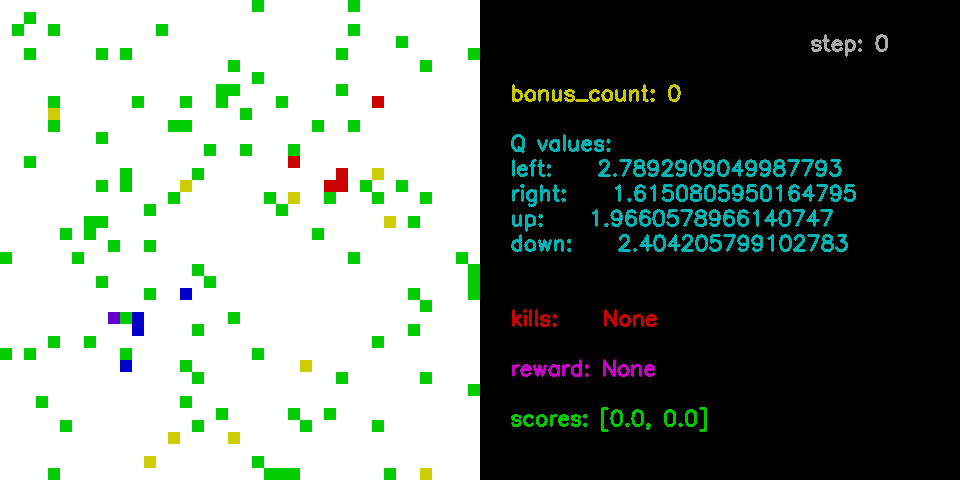 step: 0
bonus_count: 0
Q values:
left: 2.7892909049987793
right: 1.6150805950164795
up: 1.9660578966140747
down: 2.404205799102783
kills: None
reward: None
scores: [0.0, 0.0]